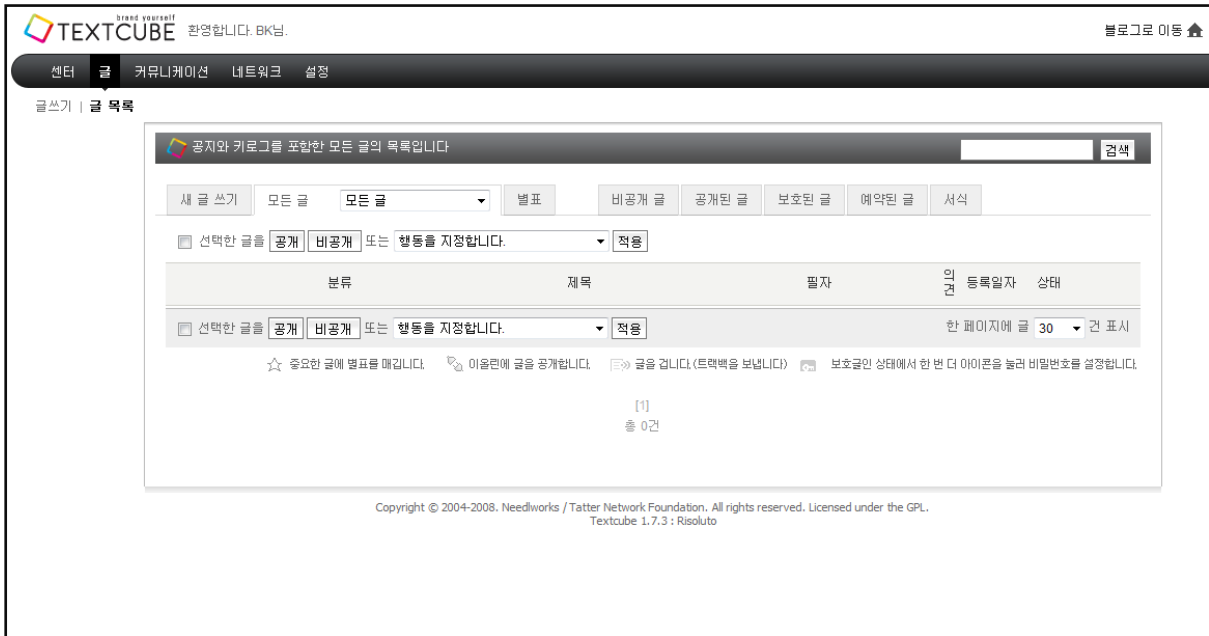 brand yourself
TEXTCUBE 환영합니다. BK님. 블로그로 이동
센터 글 커뮤니케이션 네트워크 설정
글쓰기 | 글 목록
공지와 키로그를 포함한 모든 글의 목록입니다 검색
새 글 쓰기 모든 글 모든 글 별표 비공개 글 공개된 글 보호된 글 예약된 글 서식
선택한 글을 공개 비공개 또는 행동을 지정합니다. 적용
분류 제목 필자 의견 등록일자 상태
선택한 글을 공개 비공개 또는 행동을 지정합니다. 적용 한 페이지에 글 30 건 표시
중요한 글에 별표를 매깁니다. 이올린에 글을 공개합니다. 글을 겁니다.(트랙백을 보냅니다) 보호글인 상태에서 한 번 더 아이콘을 눌러 비밀번호를 설정합니다.
[1]
총 0건
Copyright © 2004-2008. Needlworks / Tatter Network Foundation. All rights reserved. Licensed under the GPL.
Textcube 1.7.3 : Risoluto